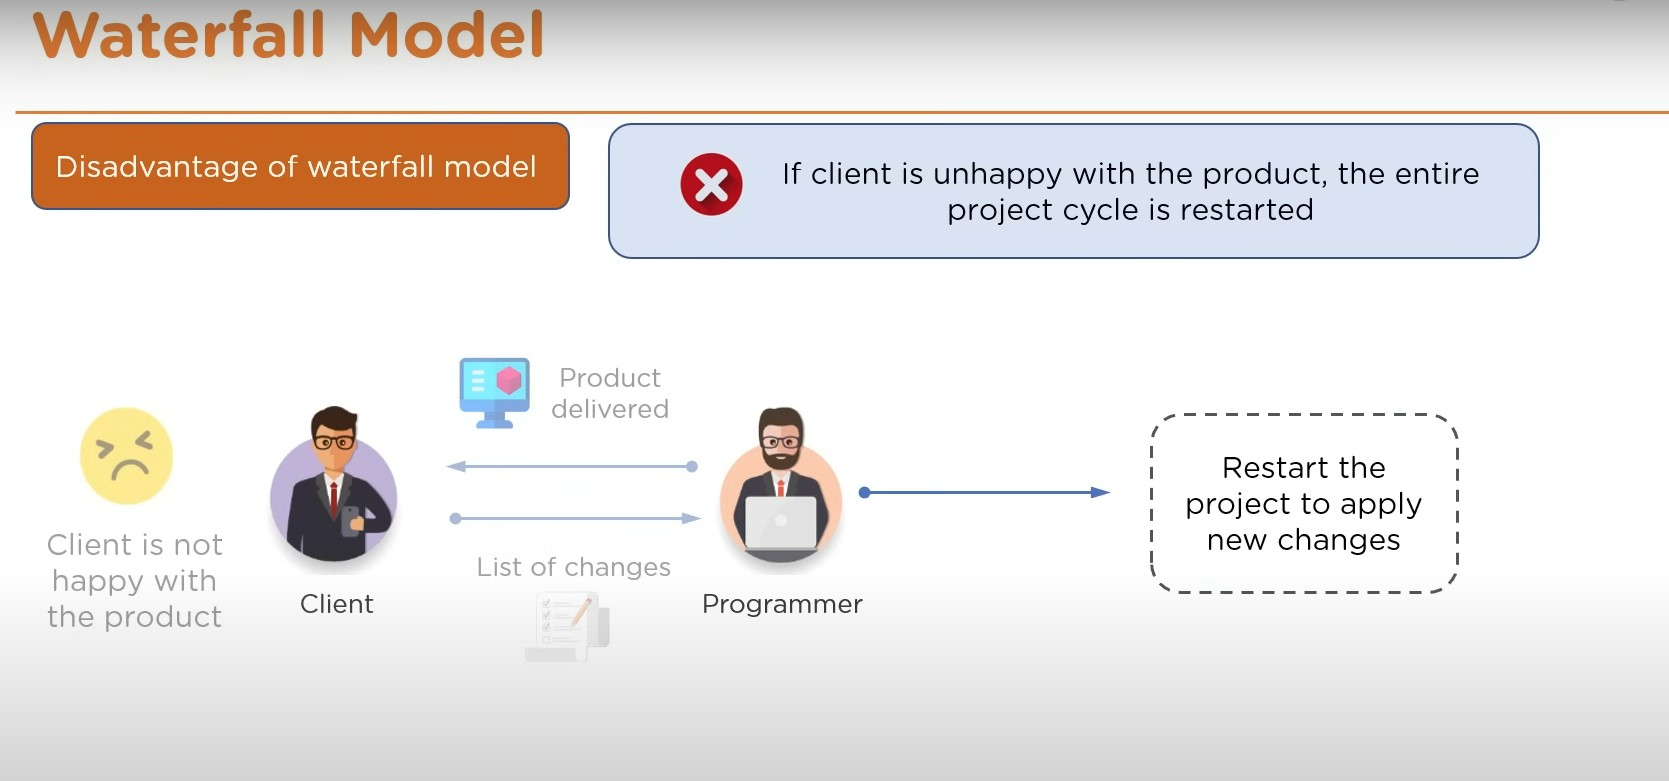 Waterfall Model
Disadvantage of waterfall model
If client is unhappy with the product, the entire
project cycle is restarted
Product
delivered
Client is not
happy with
the product
Client
List of changes
Programmer
Restart the
project to apply
new changes